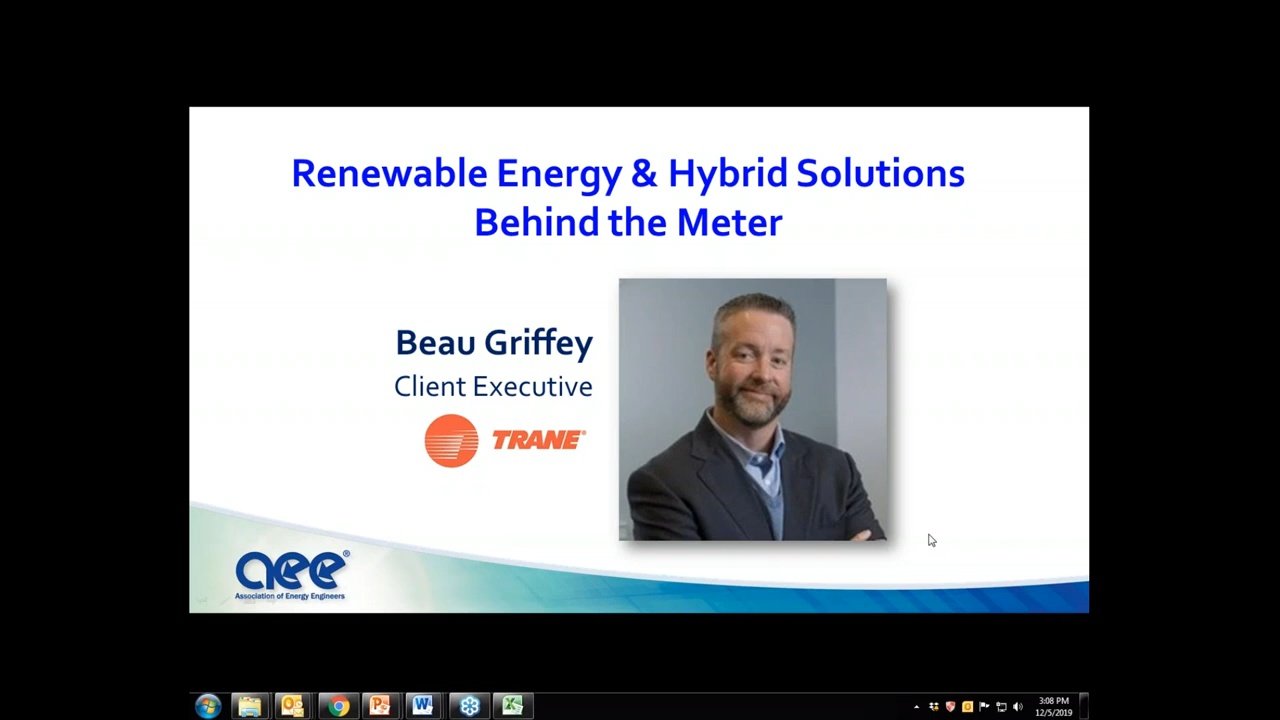 Renewable Energy & Hybrid Solutions
Behind the Meter
Beau Griffey
Client Executive
TRANE®
aee®
Association of Energy Engineers
3:08 PM
12/5/2019